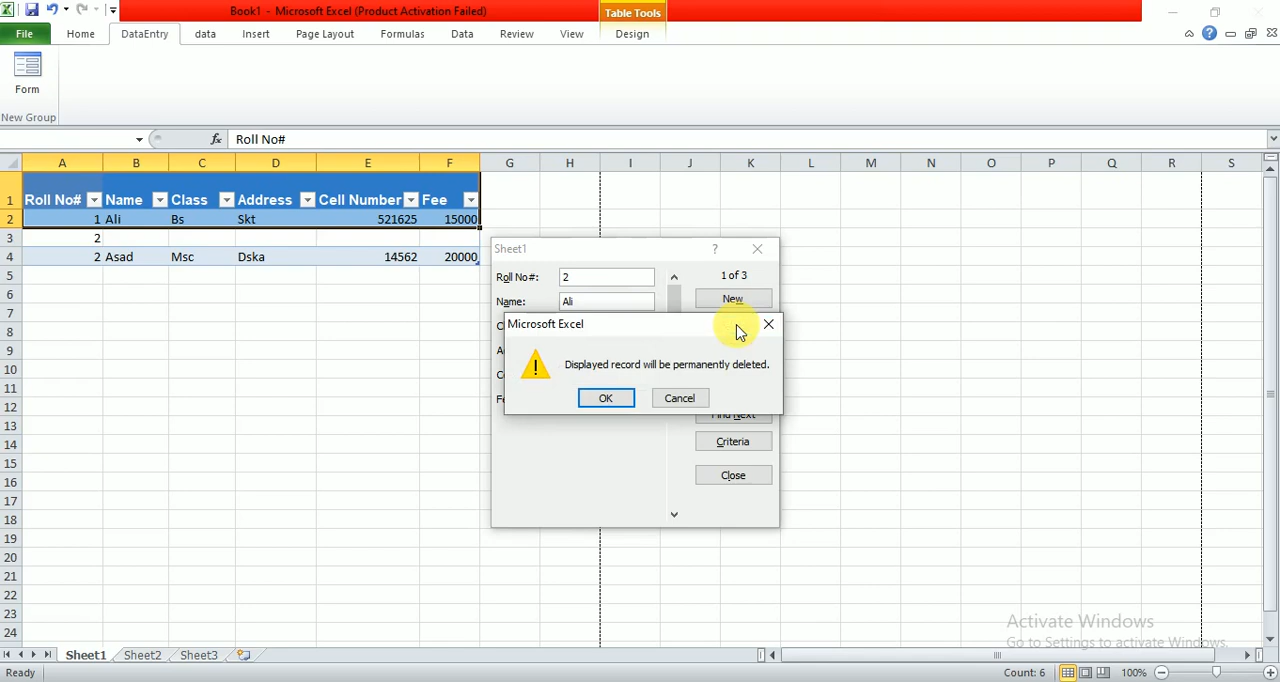 Book1 - Microsoft Excel (Product Activation Failed)
Table Tools
File Home DataEntry data Insert Page Layout Formulas Data Review View Design
Form
New Group
fx Roll No#
A B C D E F G H I J K L M N O P Q R S
1 Roll No# Name Class Address Cell Number Fee
2 1 Ali Bs Skt 521625 15000
3 2
4 2 Asad Msc Dska 14562 20000
5
6
7
8
9
10
11
12
13
14
15
16
17
18
19
20
21
22
23
24
Sheet1 ?
Roll No#: 2 1 of 3
Name: Ali New
Microsoft Excel
Displayed record will be permanently deleted.
OK Cancel
Find Next
Criteria
Close
Activate Windows
Go to Settings to activate Windows.
Sheet1 Sheet2 Sheet3
Ready Count: 6 100%